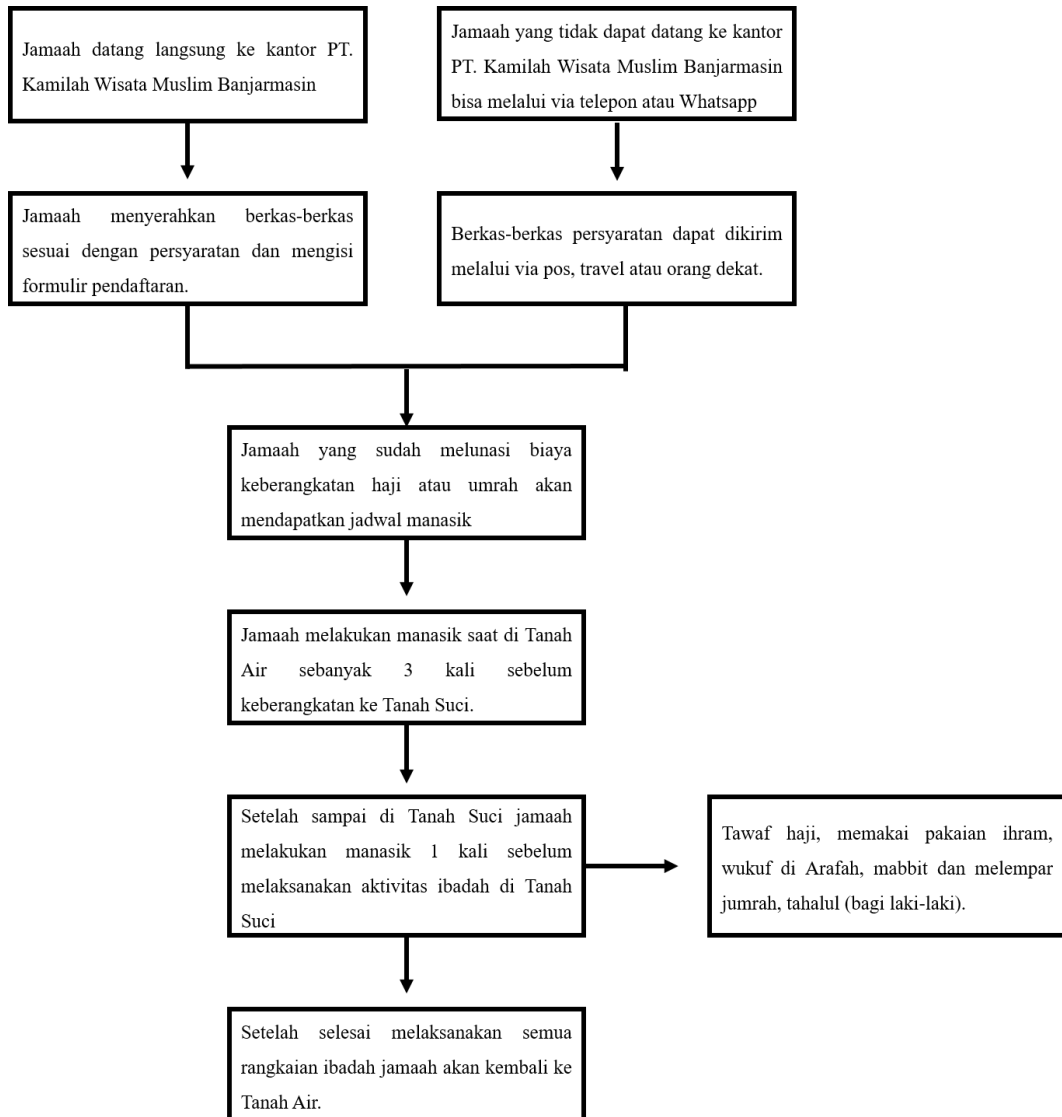 Jamaah datang langsung ke kantor PT.
Kamilah Wisata Muslim Banjarmasin
Jamaah yang tidak dapat datang ke kantor
PT. Kamilah Wisata Muslim Banjarmasin
bisa melalui via telepon atau Whatsapp
Jamaah menyerahkan berkas-berkas
sesuai dengan persyaratan dan mengisi
formulir pendaftaran.
Berkas-berkas persyaratan dapat dikirim
melalui via pos, travel atau orang dekat.
Jamaah yang sudah melunasi biaya
keberangkatan haji atau umrah akan
mendapatkan jadwal manasik
Jamaah melakukan manasik saat di Tanah
Air sebanyak 3 kali sebelum
keberangkatan ke Tanah Suci.
Setelah sampai di Tanah Suci jamaah
melakukan manasik 1 kali sebelum
melaksanakan aktivitas ibadah di Tanah
Suci
Tawaf haji, memakai pakaian ihram,
wukuf di Arafah, mabbit dan melempar
jumrah, tahalul (bagi laki-laki).
Setelah selesai melaksanakan semua
rangkaian ibadah jamaah akan kembali ke
Tanah Air.